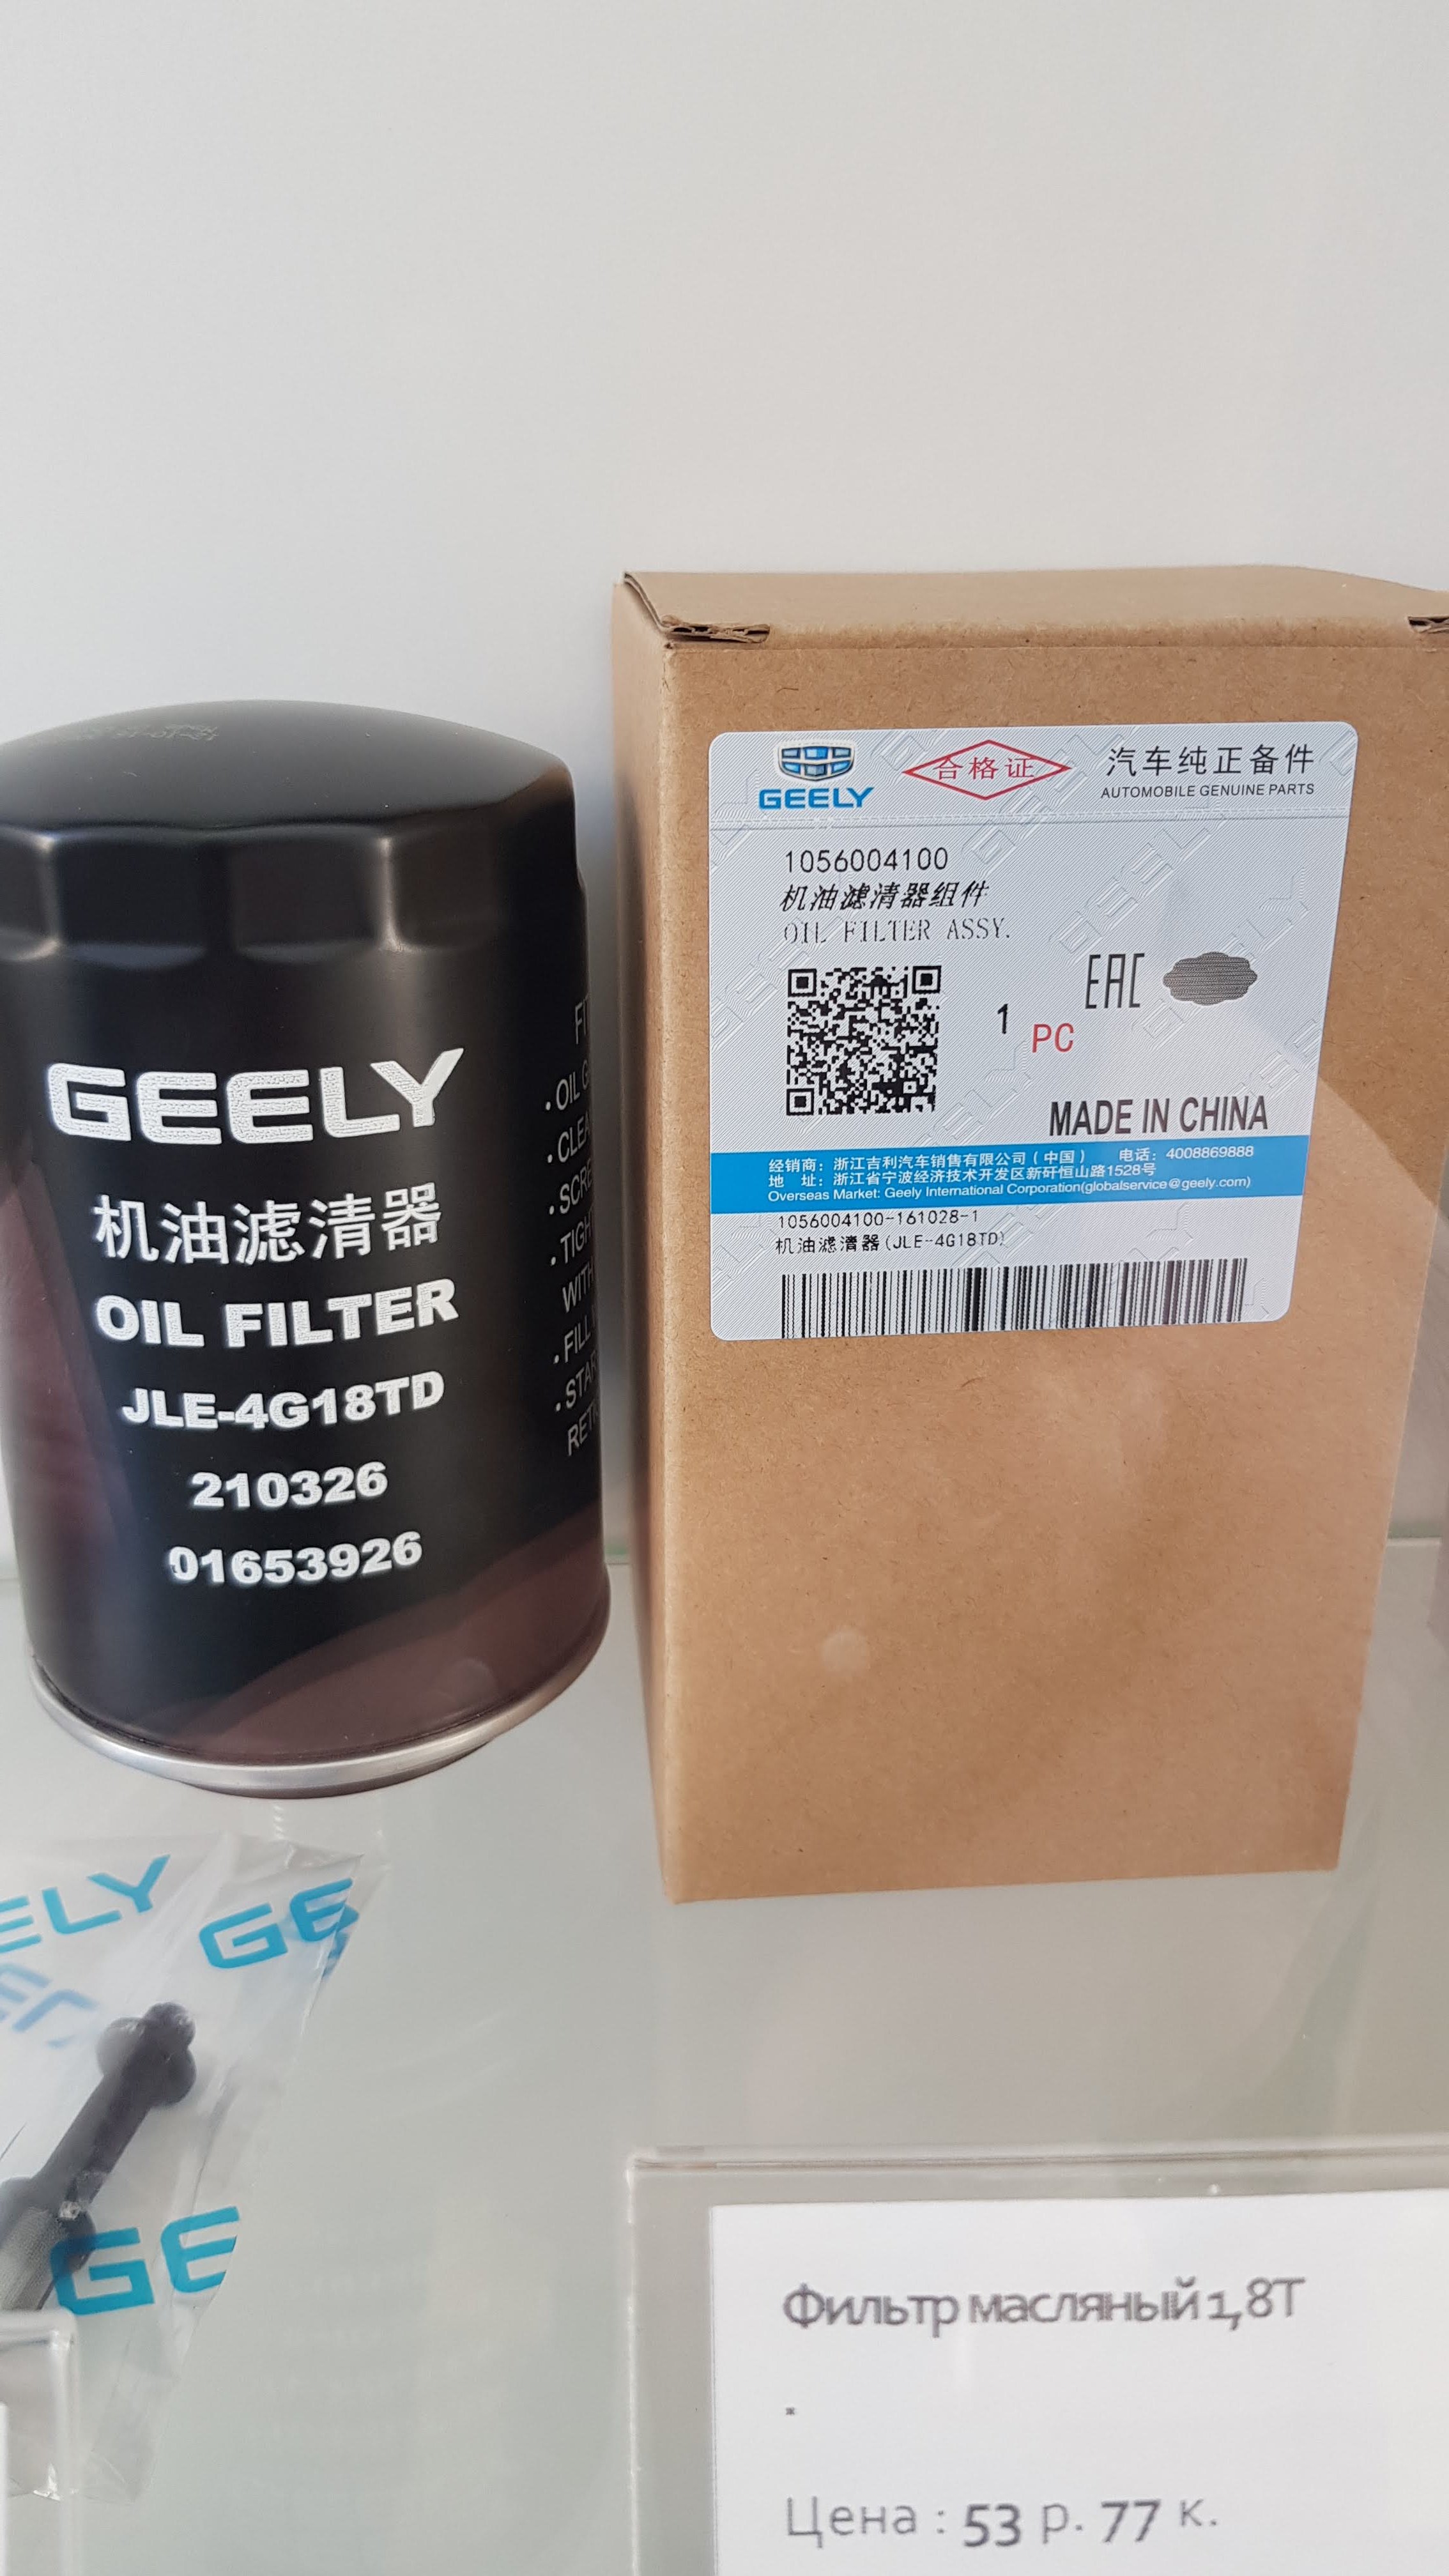 GEELY
机油滤清器
OIL FILTER
JLE-4G18TD
210326
01653926
GEELY
合格证
汽车纯正备件
AUTOMOBILE GENUINE PARTS
1056004100
机油滤清器组件
OIL FILTER ASSY.
EAC
1 PC
MADE IN CHINA
经销商：浙江吉利汽车销售有限公司（中国） 电话：4008869888
地 址：浙江省宁波经济技术开发区新矸恒山路1528号
Overseas Market: Geely International Corporation(globalservice@geely.com)
1056004100-161028-1
机油滤清器(JLE-4G18TD)
ELY
GE
GE
Фильтр масляный 1,8Т
Цена : 53 р. 77 к.